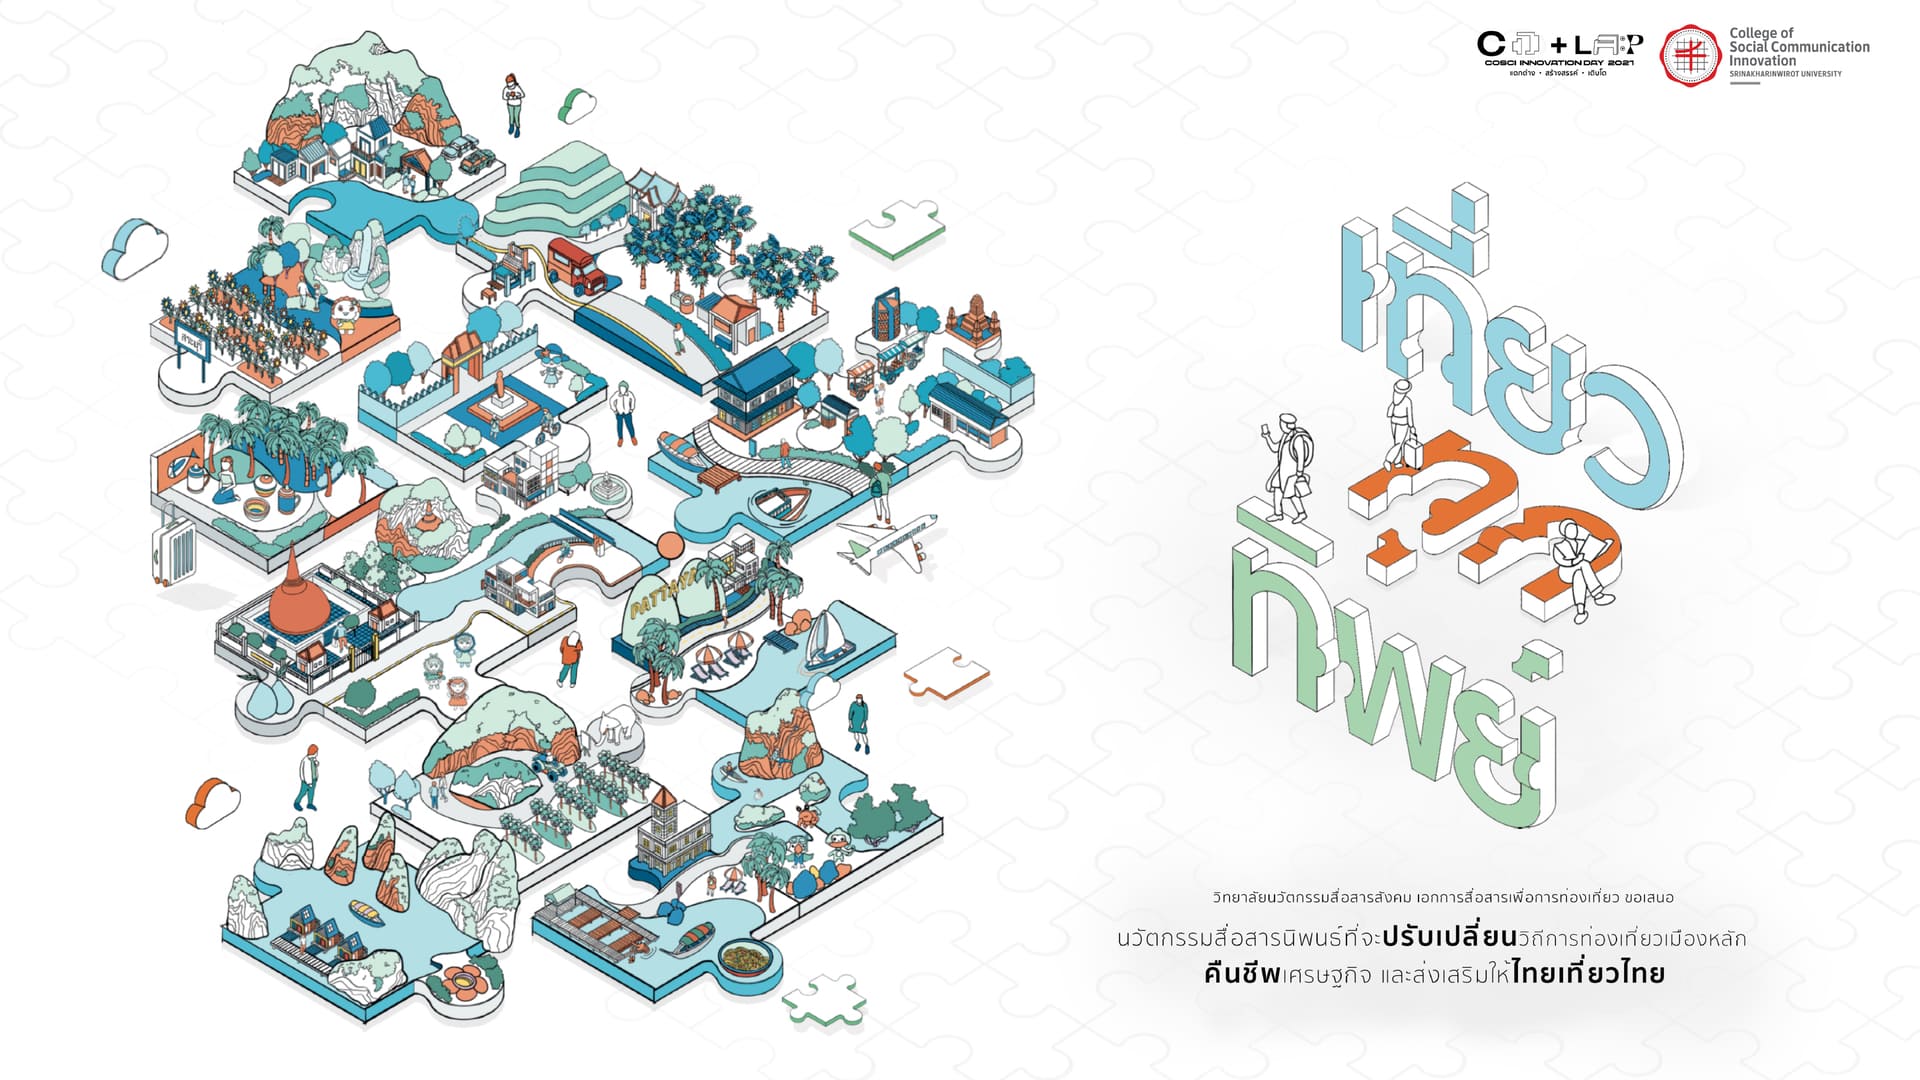 CO+LAP
COSCI INNOVATION DAY 2021
แตกต่าง • สร้างสรรค์ • เติบโต
College of
Social Communication
Innovation
SRINAKHARINWIROT UNIVERSITY
เที่ยว
ทั่ว
ทิพย์
PATTAYA
วิทยาลัยนวัตกรรมสื่อสารสังคม เอกการสื่อสารเพื่อการท่องเที่ยว ขอเสนอ
นวัตกรรมสื่อสารนิพนธ์ที่จะปรับเปลี่ยนวิถีการท่องเที่ยวเมืองหลัก
คืนชีพเศรษฐกิจ และส่งเสริมให้ไทยเที่ยวไทย